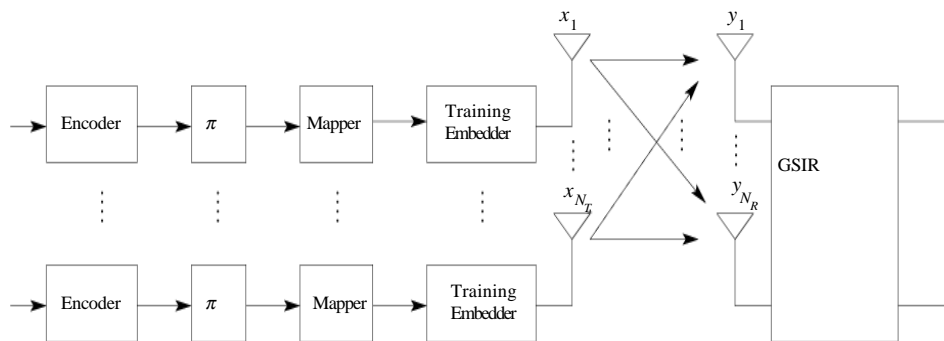 x_1 y_1
Encoder π Mapper Training Embedder
GSIR
x_{N_T} y_{N_R}
Encoder π Mapper Training Embedder